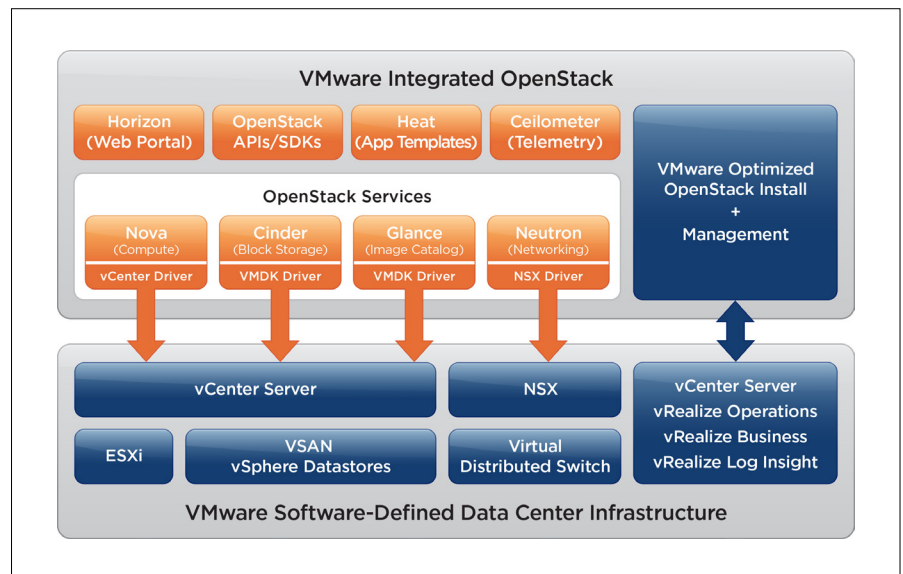 VMware Integrated OpenStack
Horizon
(Web Portal)
OpenStack
APIs/SDKs
Heat
(App Templates)
Ceilometer
(Telemetry)
VMware Optimized
OpenStack Install
+
Management
OpenStack Services
Nova
(Compute)
vCenter Driver
Cinder
(Block Storage)
VMDK Driver
Glance
(Image Catalog)
VMDK Driver
Neutron
(Networking)
NSX Driver
vCenter Server
NSX
vCenter Server
vRealize Operations
vRealize Business
vRealize Log Insight
ESXi
VSAN
vSphere Datastores
Virtual
Distributed Switch
VMware Software-Defined Data Center Infrastructure